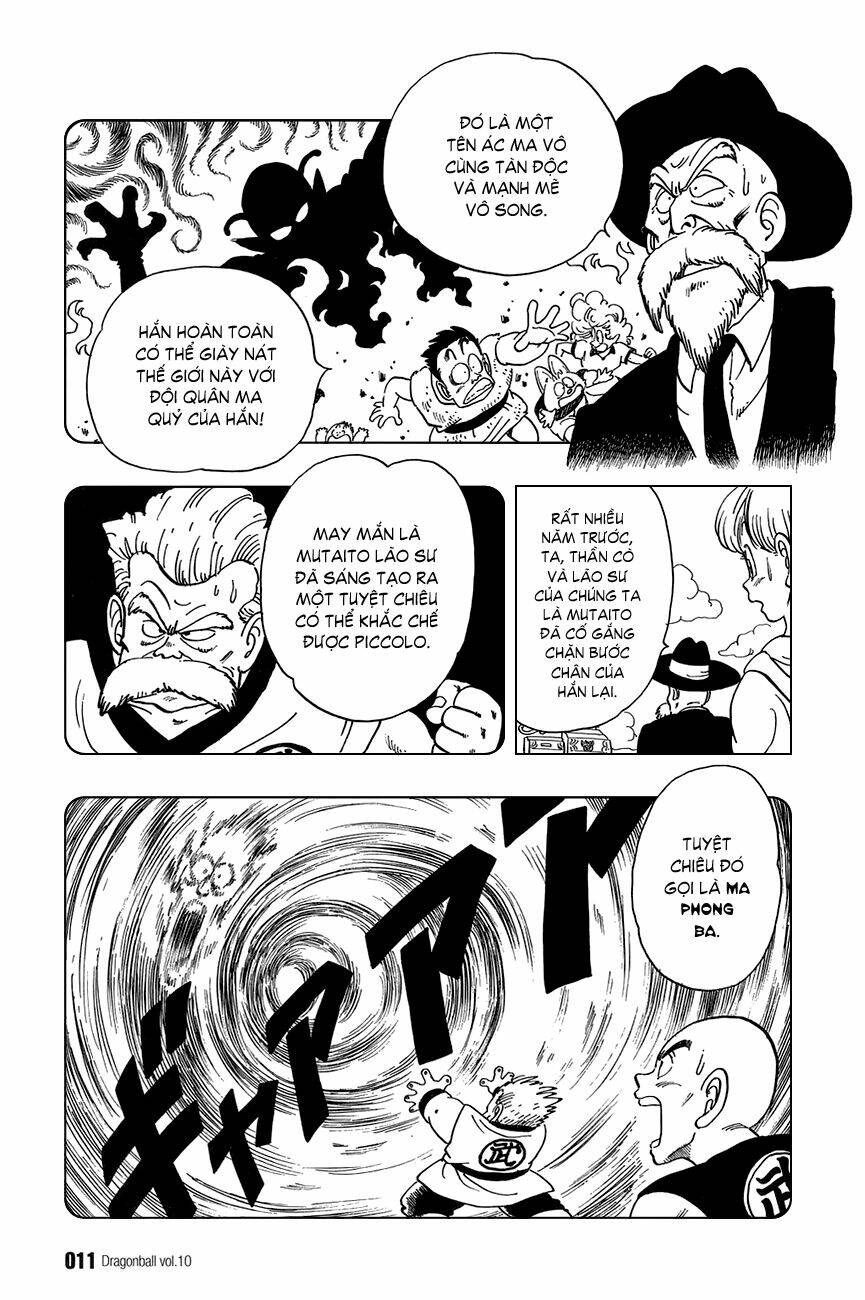 ĐÓ LÀ MỘT
TÊN ÁC MA VÔ
CÙNG TÀN ĐỘC
VÀ MẠNH MẼ
VÔ SONG.
HẮN HOÀN TOÀN
CÓ THỂ GIÀY NÁT
THẾ GIỚI NÀY VỚI
ĐỘI QUÂN MA
QUỶ CỦA HẮN!
RẤT NHIỀU
NĂM TRƯỚC,
TA, THẦN CỎ
VÀ LÃO SƯ
CỦA CHÚNG TA
LÀ MUTAITO
ĐÃ CỐ GẮNG
CHẶN BƯỚC
CHÂN CỦA
HẮN LẠI.
MAY MẮN LÀ
MUTAITO LÃO SƯ
ĐÃ SÁNG TẠO RA
MỘT TUYỆT CHIÊU
CÓ THỂ KHẮC CHẾ
ĐƯỢC PICCOLO.
TUYỆT
CHIÊU ĐÓ
GỌI LÀ MA
PHONG
BA.
ギャアアア
武
武
011 Dragonball vol.10